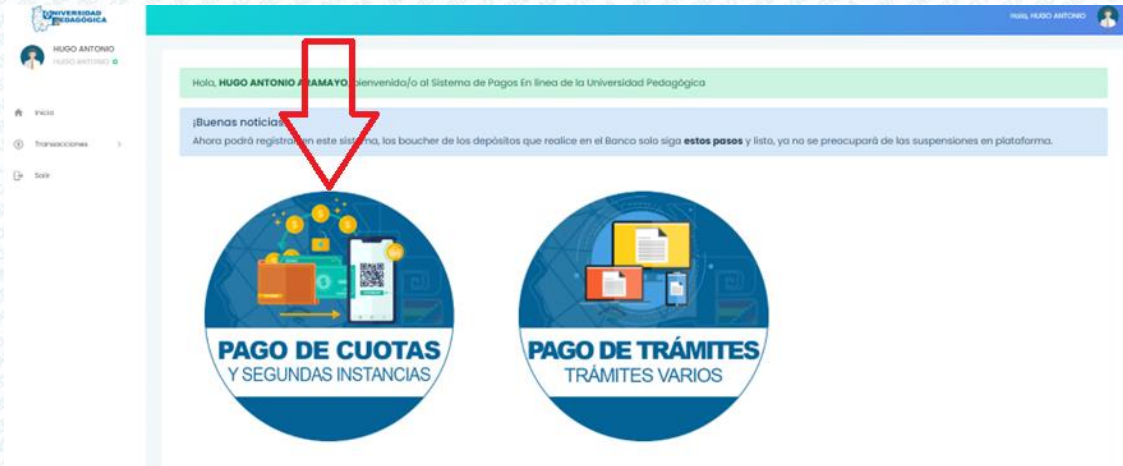 UNIVERSIDAD
PEDAGÓGICA
HUGO ANTONIO
HUGO ANTONIO
Inicio
Transacciones
Salir
Hola, HUGO ANTONIO
Hola, HUGO ANTONIO ARAMAYO, bienvenida/o al Sistema de Pagos En línea de la Universidad Pedagógica
¡Buenas noticias
Ahora podrá registrar en este sistema, los boucher de los depósitos que realice en el Banco solo siga estos pasos y listo, ya no se preocupará de las suspensiones en plataforma.
PAGO DE CUOTAS
Y SEGUNDAS INSTANCIAS
PAGO DE TRÁMITES
TRÁMITES VARIOS